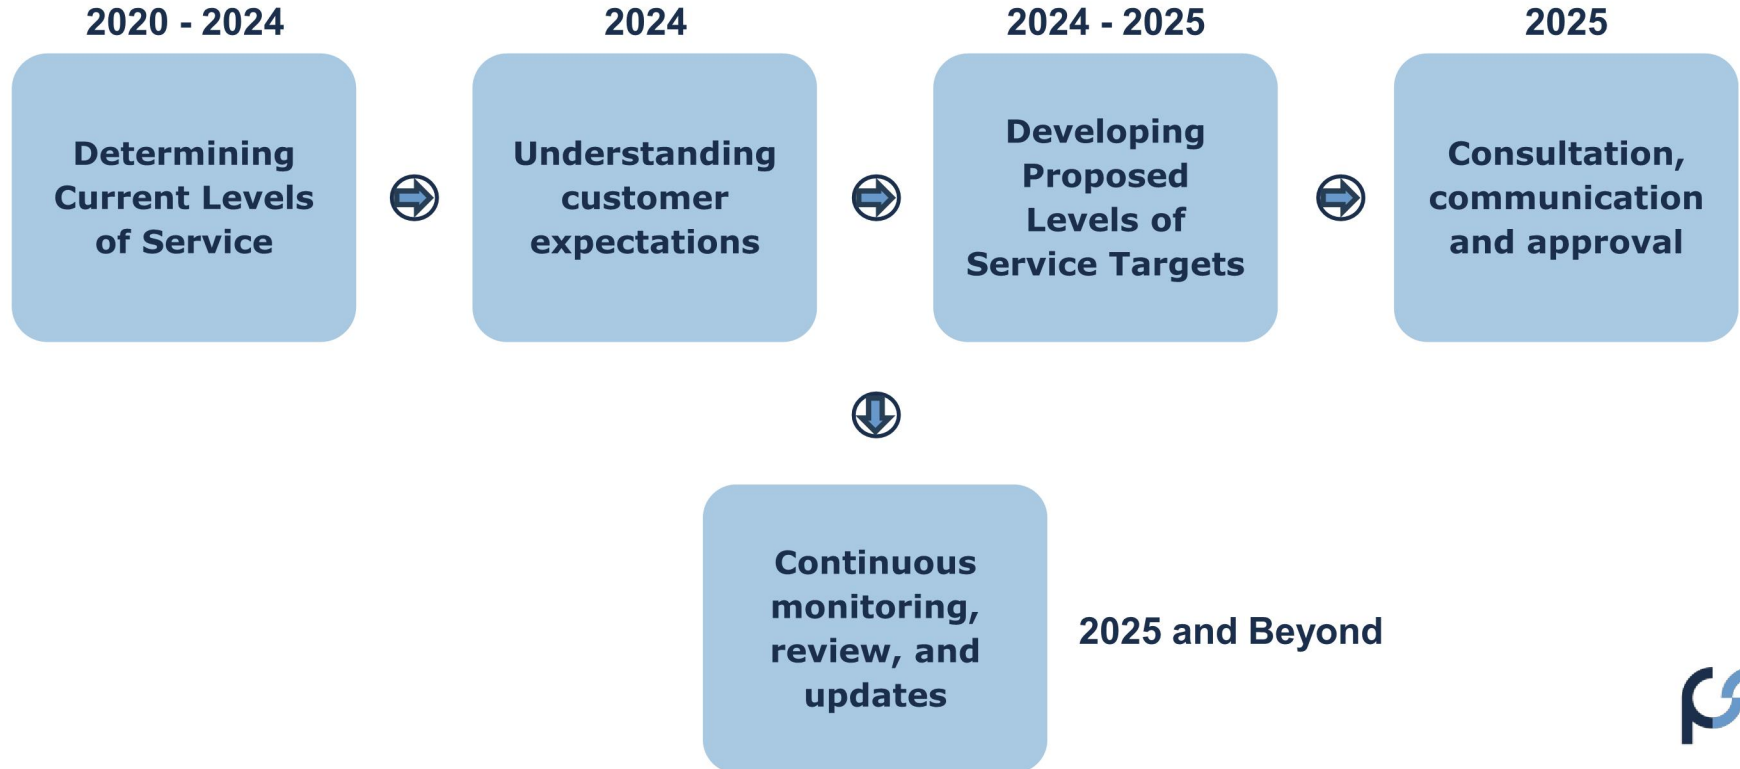 2020 - 2024
Determining
Current Levels
of Service
2024
Understanding
customer
expectations
2024 - 2025
Developing
Proposed
Levels of
Service Targets
2025
Consultation,
communication
and approval
Continuous
monitoring,
review, and
updates
2025 and Beyond